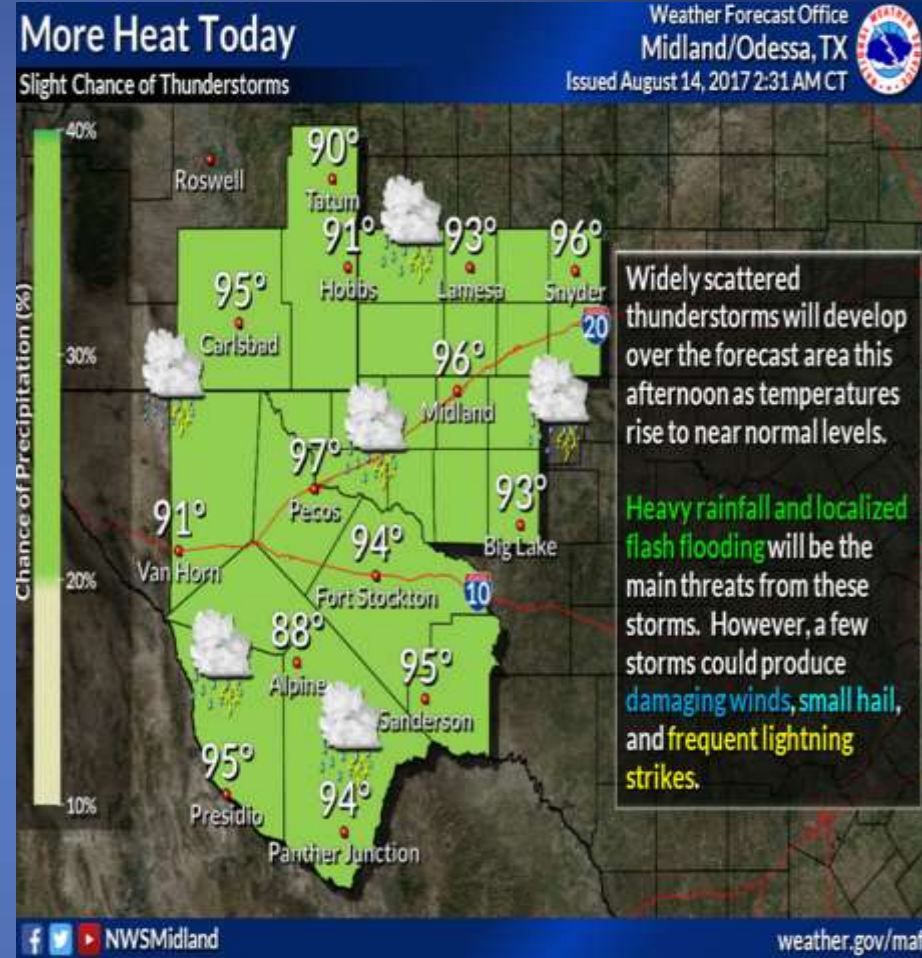 More Heat Today
Slight Chance of Thunderstorms
Weather Forecast Office
Midland/Odessa,TX
Issued August 14, 2017 2:31 AM CT
Chance of Precipitation (%)
40%
30%
20%
10%
Roswell
90°
Tatum
91°
Hobbs
93°
Lamesa
96°
Snyder
95°
Carlsbad
20
96°
Midland
97°
Pecos
93°
Big Lake
91°
Van Horn
94°
Fort Stockton
10
88°
Alpine
95°
Sanderson
95°
Presidio
94°
Panther Junction
Widely scattered
thunderstorms will develop
over the forecast area this
afternoon as temperatures
rise to near normal levels.
Heavy rainfall and localized
flash flooding will be the
main threats from these
storms. However, a few
storms could produce
damaging winds, small hail,
and frequent lightning
strikes.
NWSMidland
weather.gov/maf